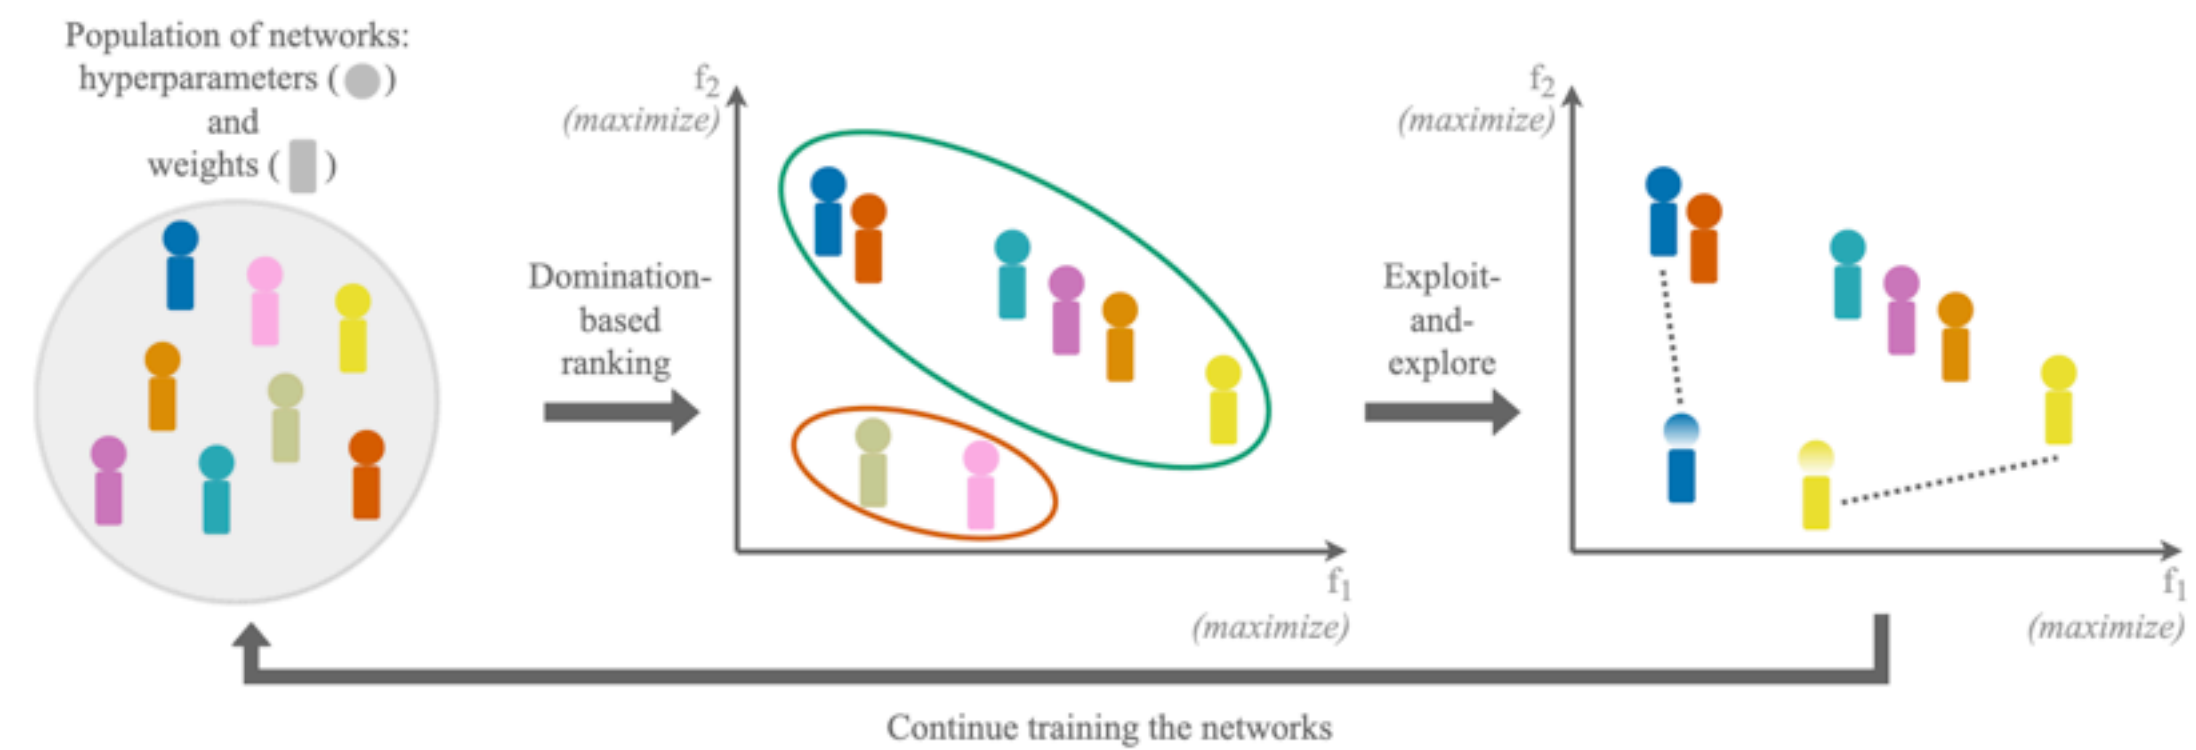 Population of networks:
hyperparameters ( )
and
weights ( )
Domination-
based
ranking
f₂
(maximize)
f₁
(maximize)
Exploit-
and-
explore
f₂
(maximize)
f₁
(maximize)
Continue training the networks